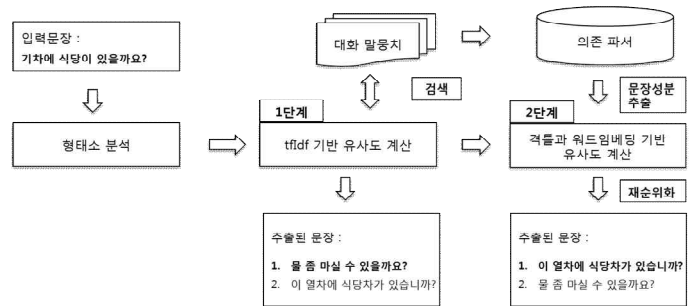 입력문장 :
기차에 식당이 있을까요?
형태소 분석
대화 말뭉치
검색
1단계
tfIdf 기반 유사도 계산
추출된 문장 :
1. 물 좀 마실 수 있을까요?
2. 이 열차에 식당차가 있습니까?
의존 파서
문장성분
추출
2단계
격틀과 워드임베딩 기반
유사도 계산
재순위화
추출된 문장 :
1. 이 열차에 식당차가 있습니까?
2. 물 좀 마실 수 있을까요?